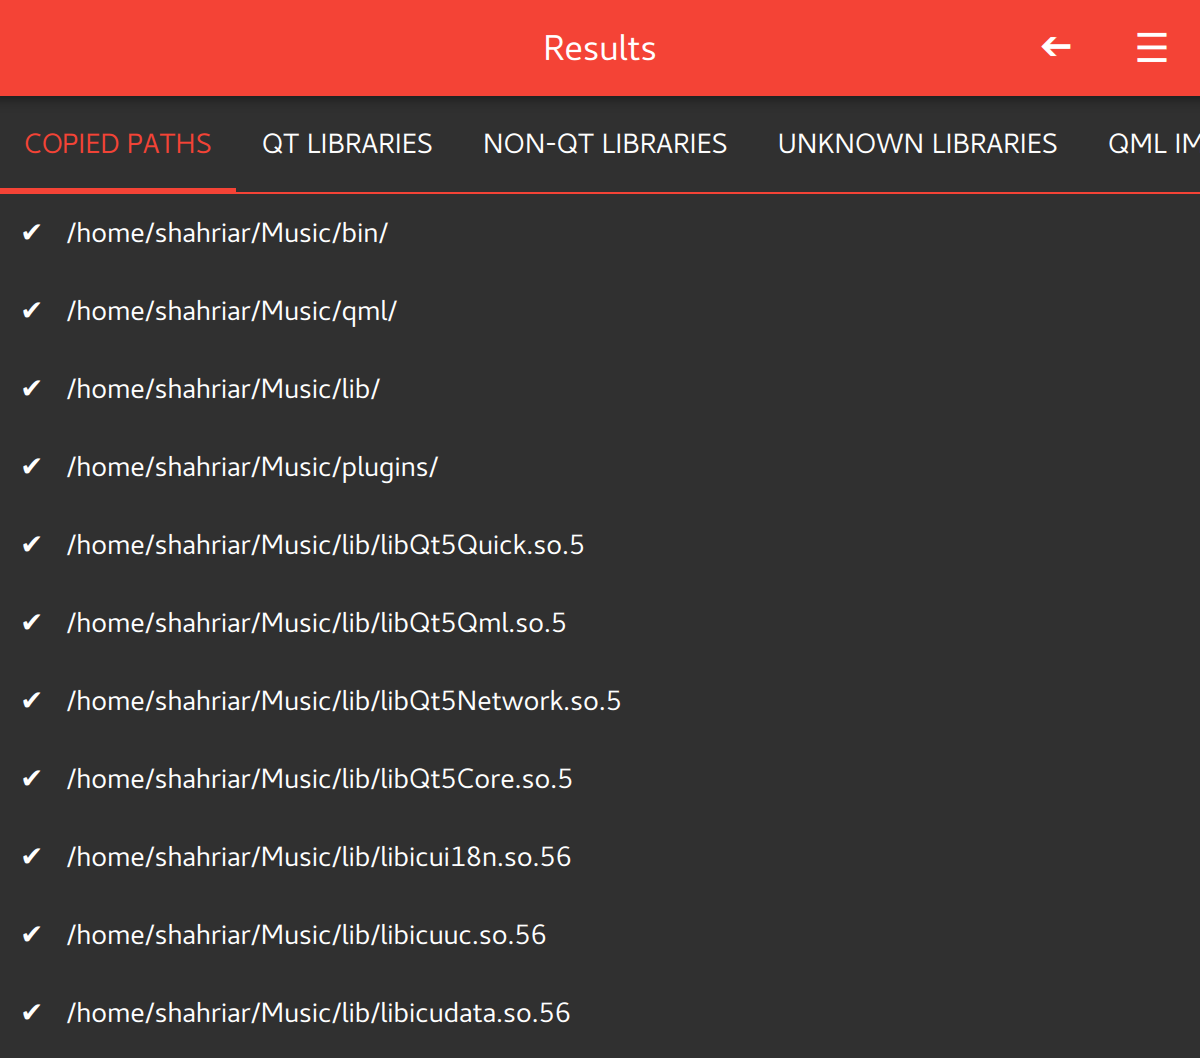 Results
COPIED PATHS QT LIBRARIES NON-QT LIBRARIES UNKNOWN LIBRARIES QML IM
✔ /home/shahriar/Music/bin/
✔ /home/shahriar/Music/qml/
✔ /home/shahriar/Music/lib/
✔ /home/shahriar/Music/plugins/
✔ /home/shahriar/Music/lib/libQt5Quick.so.5
✔ /home/shahriar/Music/lib/libQt5Qml.so.5
✔ /home/shahriar/Music/lib/libQt5Network.so.5
✔ /home/shahriar/Music/lib/libQt5Core.so.5
✔ /home/shahriar/Music/lib/libicui18n.so.56
✔ /home/shahriar/Music/lib/libicuuc.so.56
✔ /home/shahriar/Music/lib/libicudata.so.56